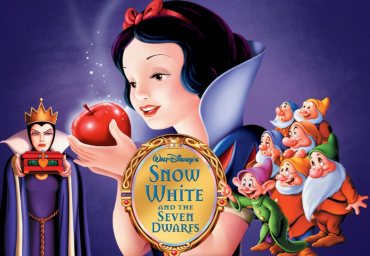 Walt Disney's
Snow
White
and the
Seven
Dwarfs